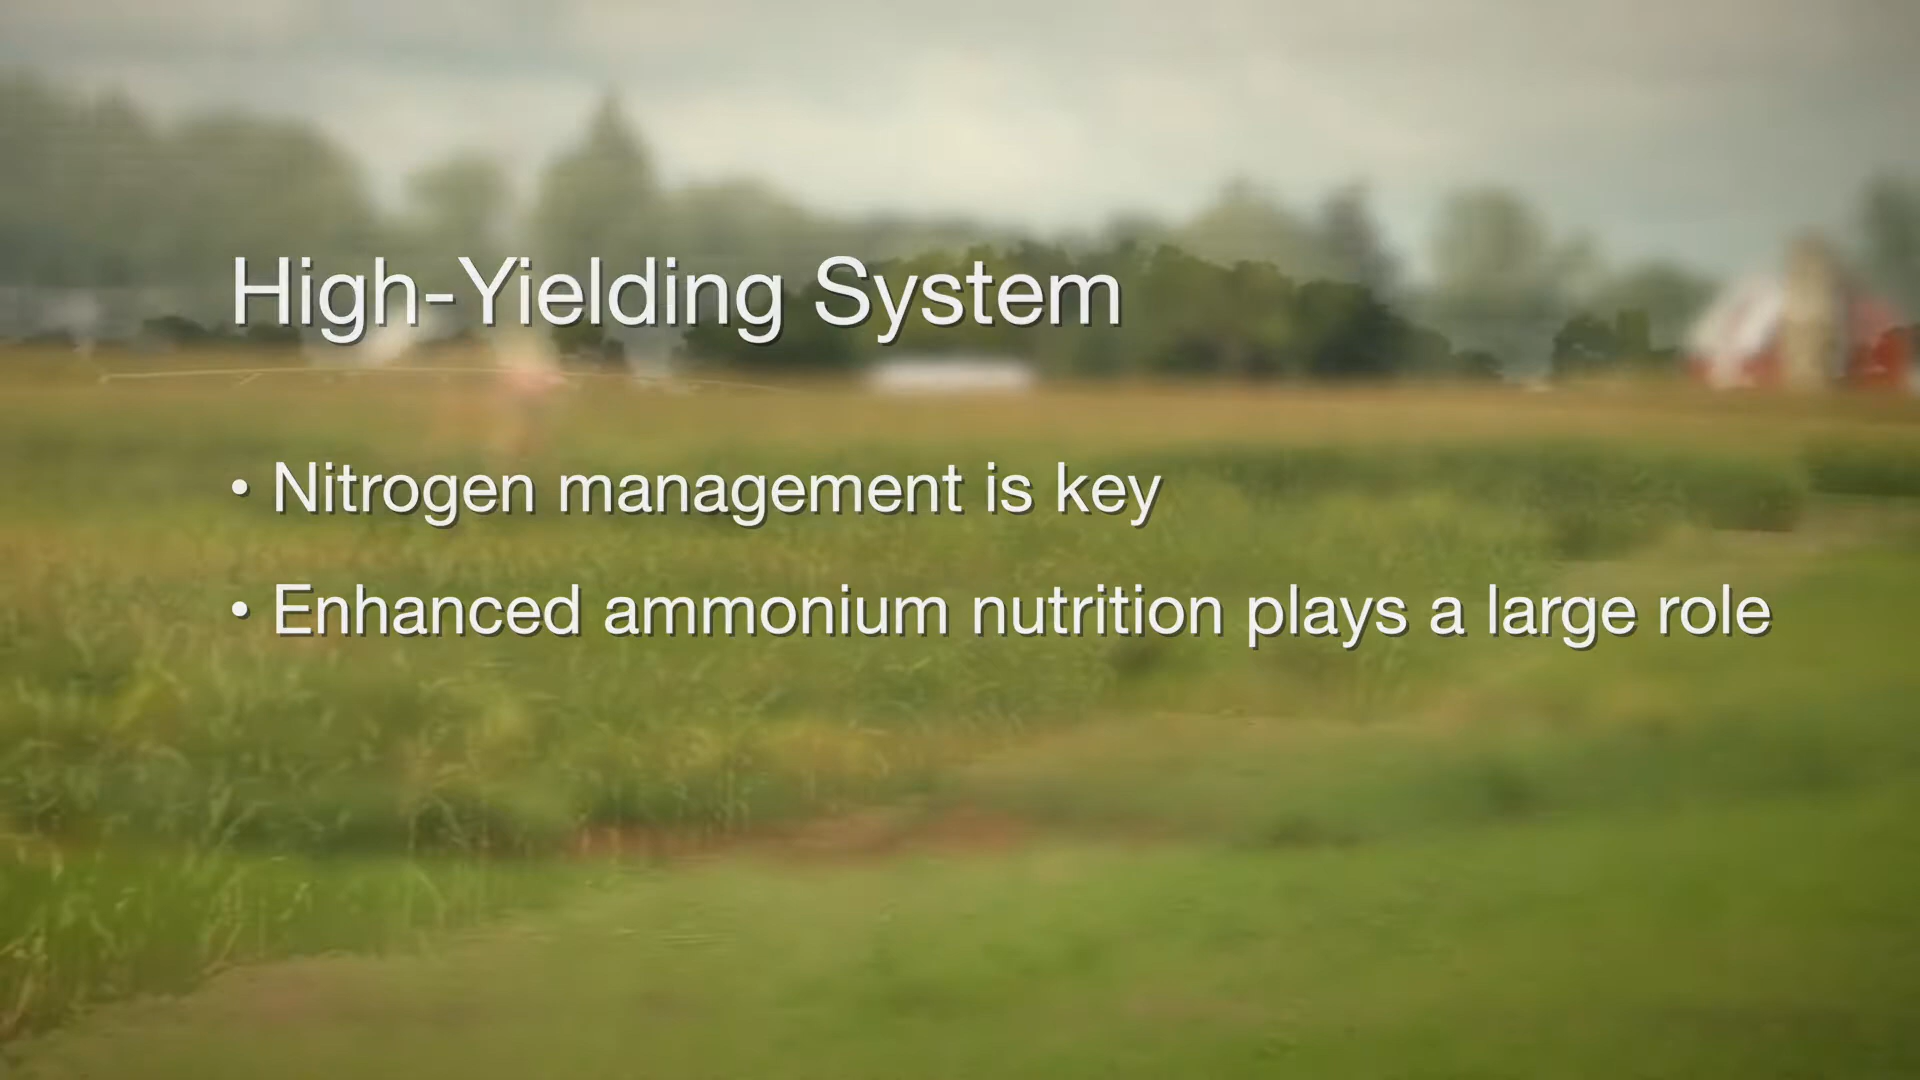 High-Yielding System
• Nitrogen management is key
• Enhanced ammonium nutrition plays a large role